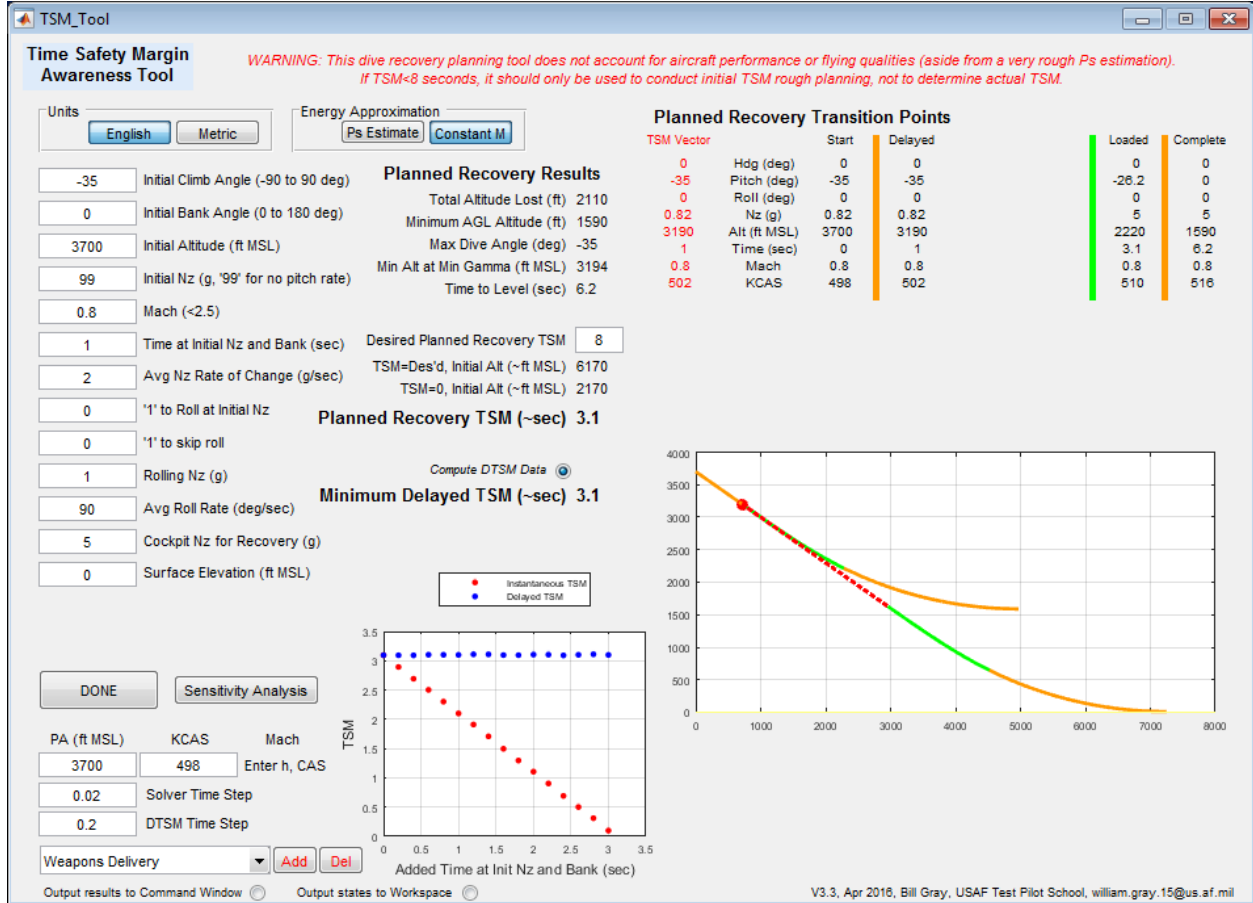 TSM_Tool
Time Safety Margin
Awareness Tool
WARNING: This dive recovery planning tool does not account for aircraft performance or flying qualities (aside from a very rough Ps estimation).
If TSM<8 seconds, it should only be used to conduct initial TSM rough planning, not to determine actual TSM.
Units
English Metric
Energy Approximation
Ps Estimate Constant M
-35 Initial Climb Angle (-90 to 90 deg)
0 Initial Bank Angle (0 to 180 deg)
3700 Initial Altitude (ft MSL)
99 Initial Nz (g, '99' for no pitch rate)
0.8 Mach (<2.5)
1 Time at Initial Nz and Bank (sec)
2 Avg Nz Rate of Change (g/sec)
0 '1' to Roll at Initial Nz
0 '1' to skip roll
1 Rolling Nz (g)
90 Avg Roll Rate (deg/sec)
5 Cockpit Nz for Recovery (g)
0 Surface Elevation (ft MSL)
Planned Recovery Results
Total Altitude Lost (ft) 2110
Minimum AGL Altitude (ft) 1590
Max Dive Angle (deg) -35
Min Alt at Min Gamma (ft MSL) 3194
Time to Level (sec) 6.2
Desired Planned Recovery TSM 8
TSM=Des'd, Initial Alt (~ft MSL) 6170
TSM=0, Initial Alt (~ft MSL) 2170
Planned Recovery TSM (~sec) 3.1
Compute DTSM Data
Minimum Delayed TSM (~sec) 3.1
Planned Recovery Transition Points
TSM Vector Start Delayed Loaded Complete
0 Hdg (deg) 0 0 0 0
-35 Pitch (deg) -35 -35 -26.2 0
0 Roll (deg) 0 0 0 0
0.82 Nz (g) 0.82 0.82 5 5
3190 Alt (ft MSL) 3700 3190 2220 1590
1 Time (sec) 0 1 3.1 6.2
0.8 Mach 0.8 0.8 0.8 0.8
502 KCAS 498 502 510 516
4000
3500
3000
2500
2000
1500
1000
500
0
0 1000 2000 3000 4000 5000 6000 7000 8000
Instantaneous TSM
Delayed TSM
3.5
3
2.5
2
1.5
1
0.5
0
TSM
0 0.5 1 1.5 2 2.5 3 3.5
Added Time at Init Nz and Bank (sec)
DONE Sensitivity Analysis
PA (ft MSL) KCAS Mach
3700 498 Enter h, CAS
0.02 Solver Time Step
0.2 DTSM Time Step
Weapons Delivery Add Del
Output results to Command Window Output states to Workspace
V3.3, Apr 2016, Bill Gray, USAF Test Pilot School, william.gray.15@us.af.mil